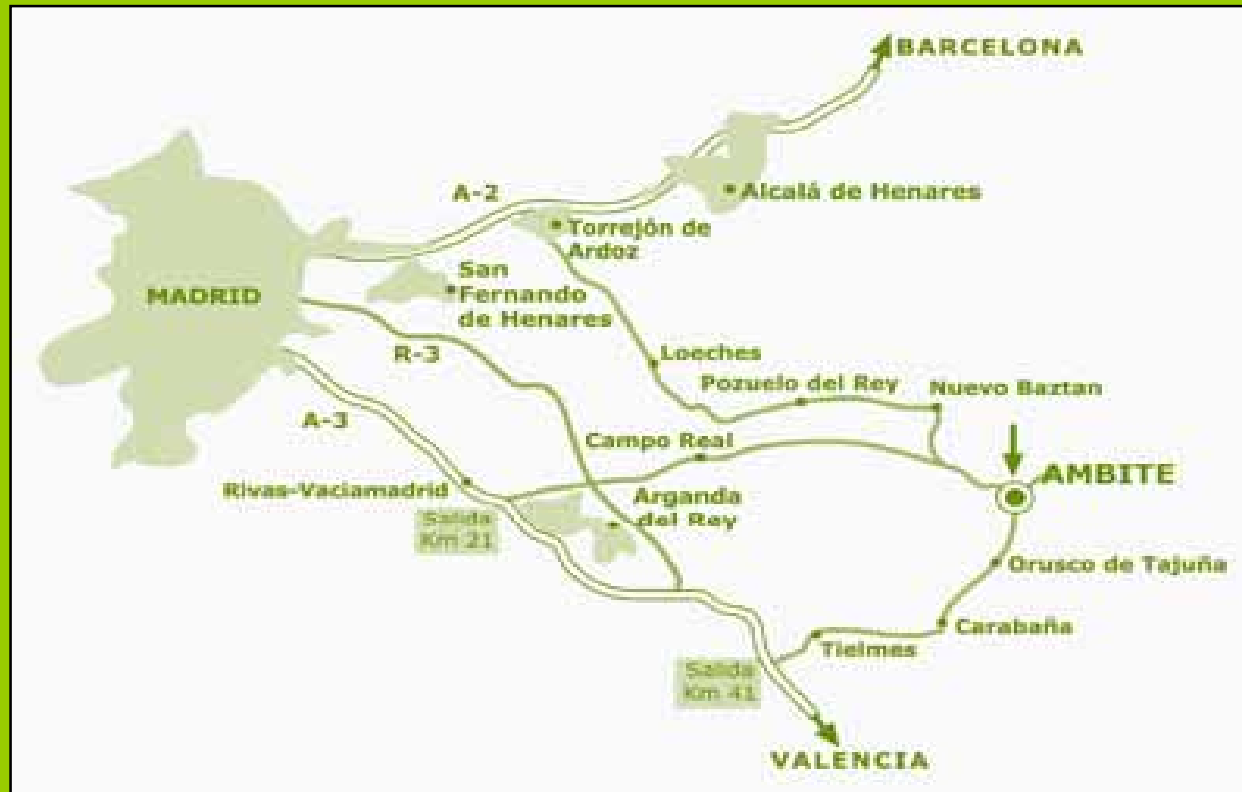 BARCELONA
A-2
Alcalá de Henares
Torrejón de
Ardoz
San
Fernando
de Henares
MADRID
R-3
Loeches
Pozuelo del Rey
Nuevo Baztan
A-3
Campo Real
AMBITE
Rivas-Vaciamadrid
Arganda
del Rey
Salida
Km 21
Orusco de Tajuña
Carabaña
Tielmes
Salida
Km 41
VALENCIA